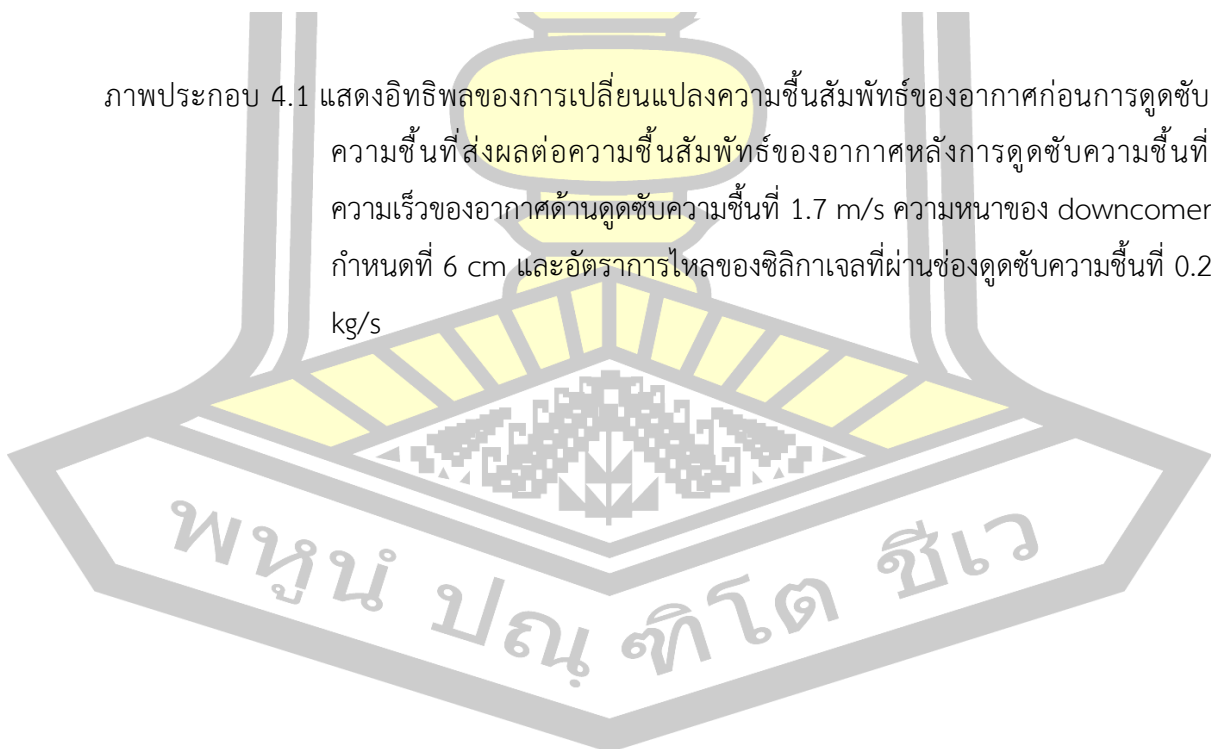 ภาพประกอบ 4.1 แสดงอิทธิพลของการเปลี่ยนแปลงความชื้นสัมพัทธ์ของอากาศก่อนการดูดซับ
ความชื้นที่ส่งผลต่อความชื้นสัมพัทธ์ของอากาศหลังการดูดซับความชื้นที่
ความเร็วของอากาศด้านดูดซับความชื้นที่ 1.7 m/s ความหนาของ downcomer
กำหนดที่ 6 cm และอัตราการไหลของซิลิกาเจลที่ผ่านช่องดูดซับความชื้นที่ 0.2
kg/s
พหูนํ ปณฺฑิโต ชีเว